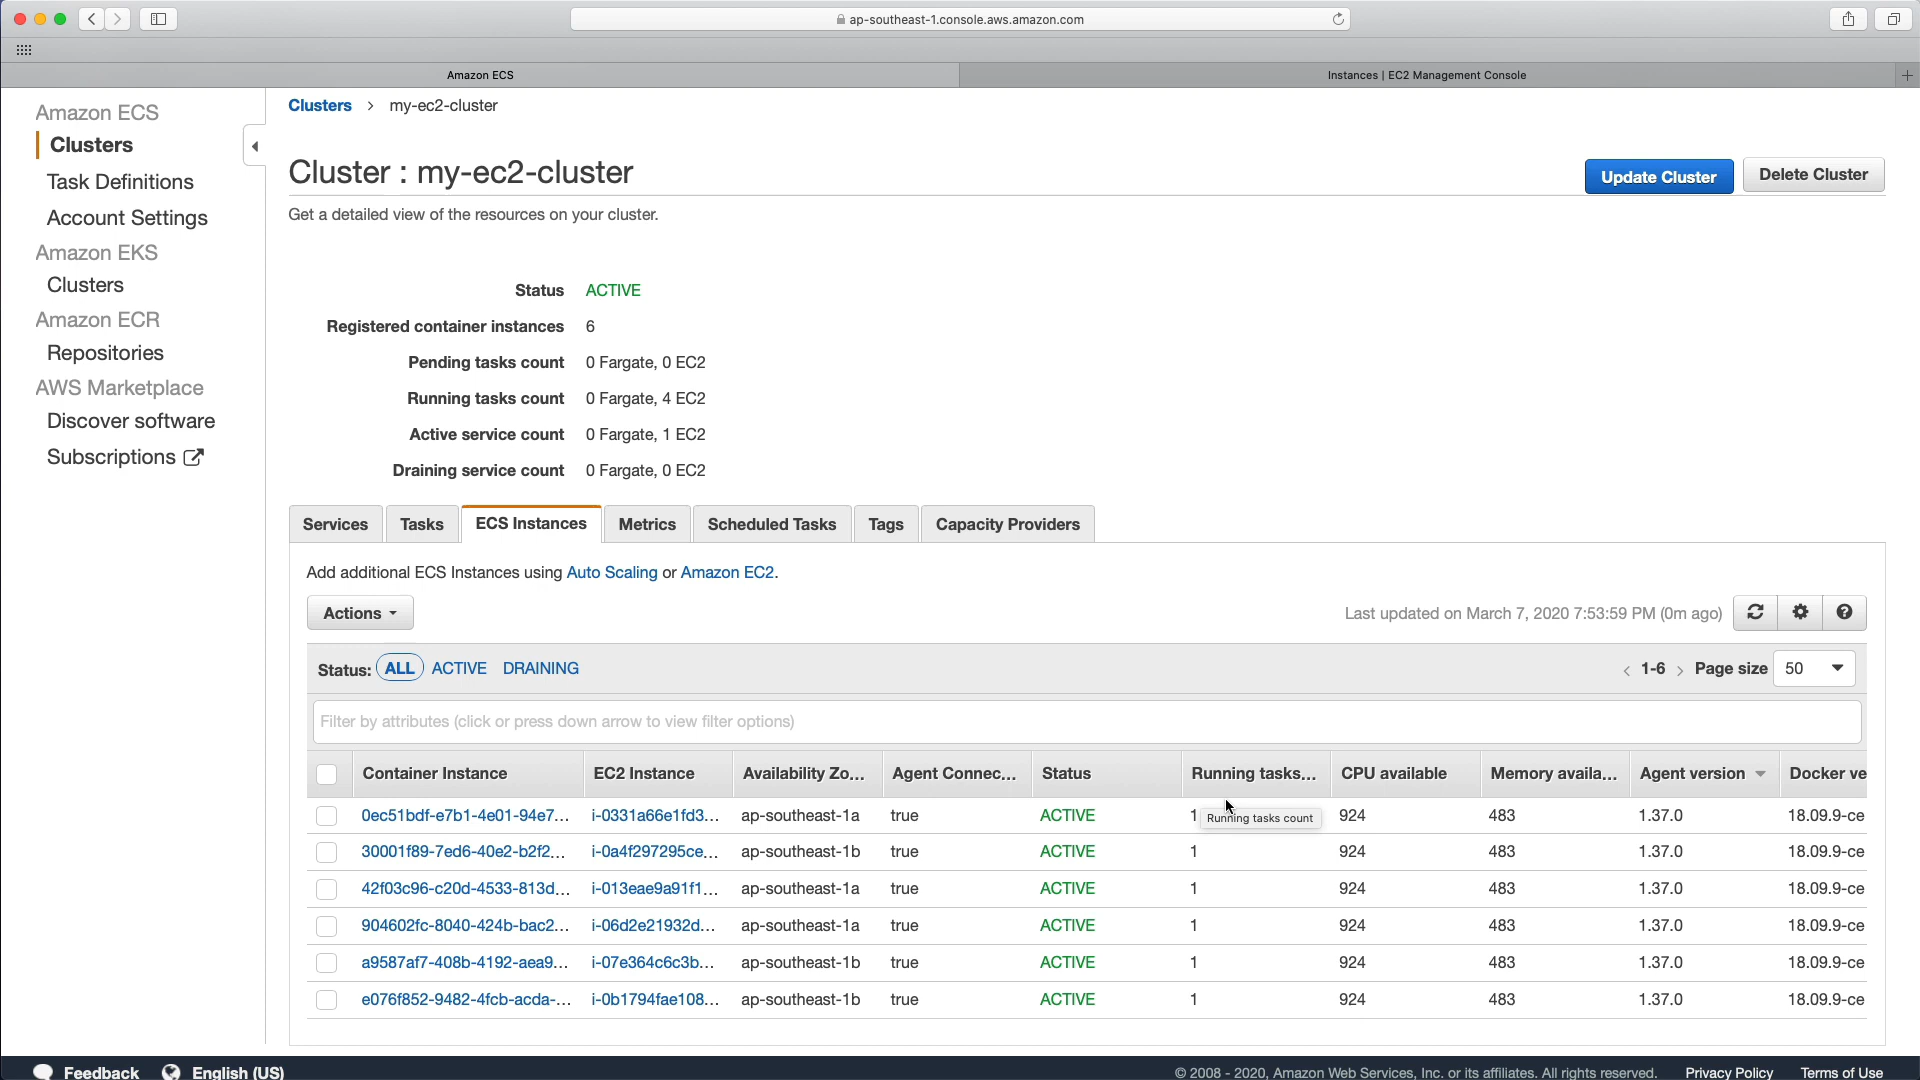 ap-southeast-1.console.aws.amazon.com
Amazon ECS
Instances | EC2 Management Console
Amazon ECS
Clusters
Task Definitions
Account Settings
Amazon EKS
Clusters
Amazon ECR
Repositories
AWS Marketplace
Discover software
Subscriptions
Clusters > my-ec2-cluster
Cluster : my-ec2-cluster
Update Cluster
Delete Cluster
Get a detailed view of the resources on your cluster.
Status ACTIVE
Registered container instances 6
Pending tasks count 0 Fargate, 0 EC2
Running tasks count 0 Fargate, 4 EC2
Active service count 0 Fargate, 1 EC2
Draining service count 0 Fargate, 0 EC2
Services Tasks ECS Instances Metrics Scheduled Tasks Tags Capacity Providers
Add additional ECS Instances using Auto Scaling or Amazon EC2.
Actions
Last updated on March 7, 2020 7:53:59 PM (0m ago)
Status: ALL ACTIVE DRAINING
< 1-6 > Page size 50
Filter by attributes (click or press down arrow to view filter options)
Container Instance EC2 Instance Availability Zo... Agent Connec... Status Running tasks... CPU available Memory availa... Agent version Docker ve
0ec51bdf-e7b1-4e01-94e7... i-0331a66e1fd3... ap-southeast-1a true ACTIVE 1 924 483 1.37.0 18.09.9-ce
Running tasks count
30001f89-7ed6-40e2-b2f2... i-0a4f297295ce... ap-southeast-1b true ACTIVE 1 924 483 1.37.0 18.09.9-ce
42f03c96-c20d-4533-813d... i-013eae9a91f1... ap-southeast-1a true ACTIVE 1 924 483 1.37.0 18.09.9-ce
904602fc-8040-424b-bac2... i-06d2e21932d... ap-southeast-1a true ACTIVE 1 924 483 1.37.0 18.09.9-ce
a9587af7-408b-4192-aea9... i-07e364c6c3b... ap-southeast-1b true ACTIVE 1 924 483 1.37.0 18.09.9-ce
e076f852-9482-4fcb-acda-... i-0b1794fae108... ap-southeast-1b true ACTIVE 1 924 483 1.37.0 18.09.9-ce
Feedback English (US)
© 2008 - 2020, Amazon Web Services, Inc. or its affiliates. All rights reserved. Privacy Policy Terms of Use